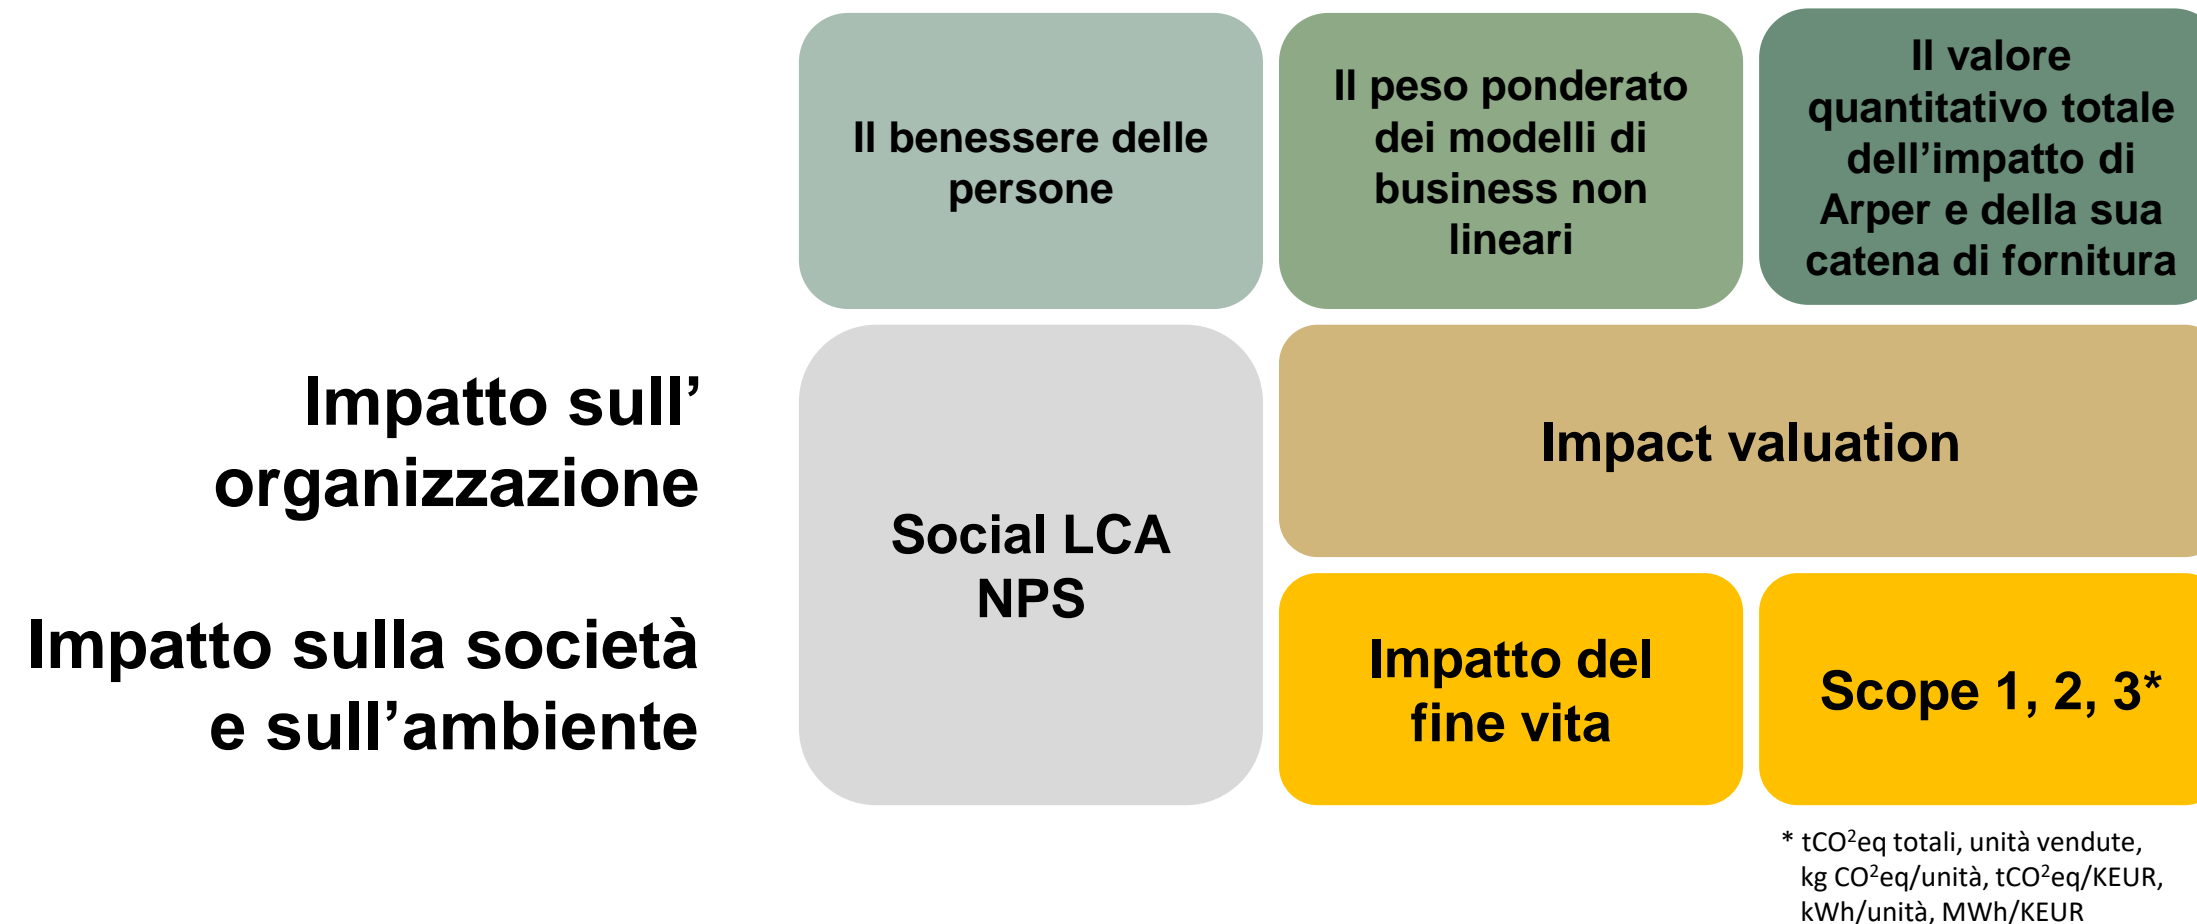 Il benessere delle
persone
Il peso ponderato
dei modelli di
business non
lineari
Il valore
quantitativo totale
dell’impatto di
Arper e della sua
catena di fornitura
Impatto sull’
organizzazione
Impatto sulla società
e sull’ambiente
Social LCA
NPS
Impact valuation
Impatto del
fine vita
Scope 1, 2, 3*
* tCO²eq totali, unità vendute,
kg CO²eq/unità, tCO²eq/KEUR,
kWh/unità, MWh/KEUR